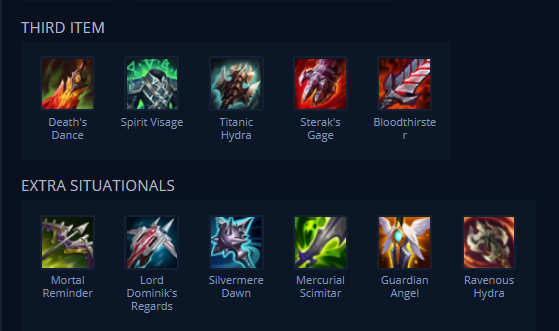 THIRD ITEM
Death's
Dance
Spirit Visage
Titanic
Hydra
Sterak's
Gage
Bloodthirste
r
EXTRA SITUATIONALS
Mortal
Reminder
Lord
Dominik's
Regards
Silvermere
Dawn
Mercurial
Scimitar
Guardian
Angel
Ravenous
Hydra